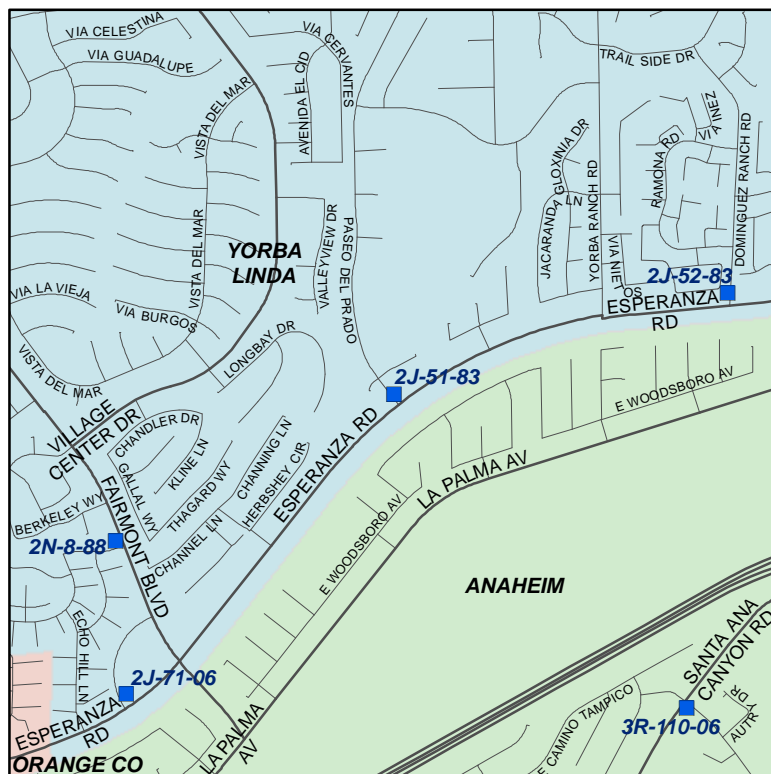 VIA CELESTINA
VIA GUADALUPE
VISTA DEL MAR
AVENIDA EL CID
VIA CERVANTES
TRAIL SIDE DR
VIA INEZ
RAMONA RD
DOMINGUEZ RANCH RD
GLOXINIA DR
JACARANDA LN
YORBA RANCH RD
VIA NIETOS
VISTA DEL MAR
YORBA
LINDA
VALLEYVIEW DR
PASEO DEL PRADO
2J-52-83
ESPERANZA
RD
VIA LA VIEJA
VIA BURGOS
VISTA DEL MAR
LONGBAY DR
2J-51-83
E WOODSBORO AV
VILLAGE
CENTER DR
CHANDLER DR
KLINE LN
GALLAL WY
THAGARD WY
CHANNING LN
HERBSHEY CIR
ESPERANZA RD
LA PALMA AV
BERKELEY WY
FAIRMONT BLVD
2N-8-88
CHANNEL LN
E WOODSBORO AV
ANAHEIM
ECHO HILL LN
2J-71-06
ESPERANZA
RD
LA PALMA
AV
SANTA ANA
CANYON RD
E CAMINO TAMPICO
AUTRY DR
3R-110-06
ORANGE CO